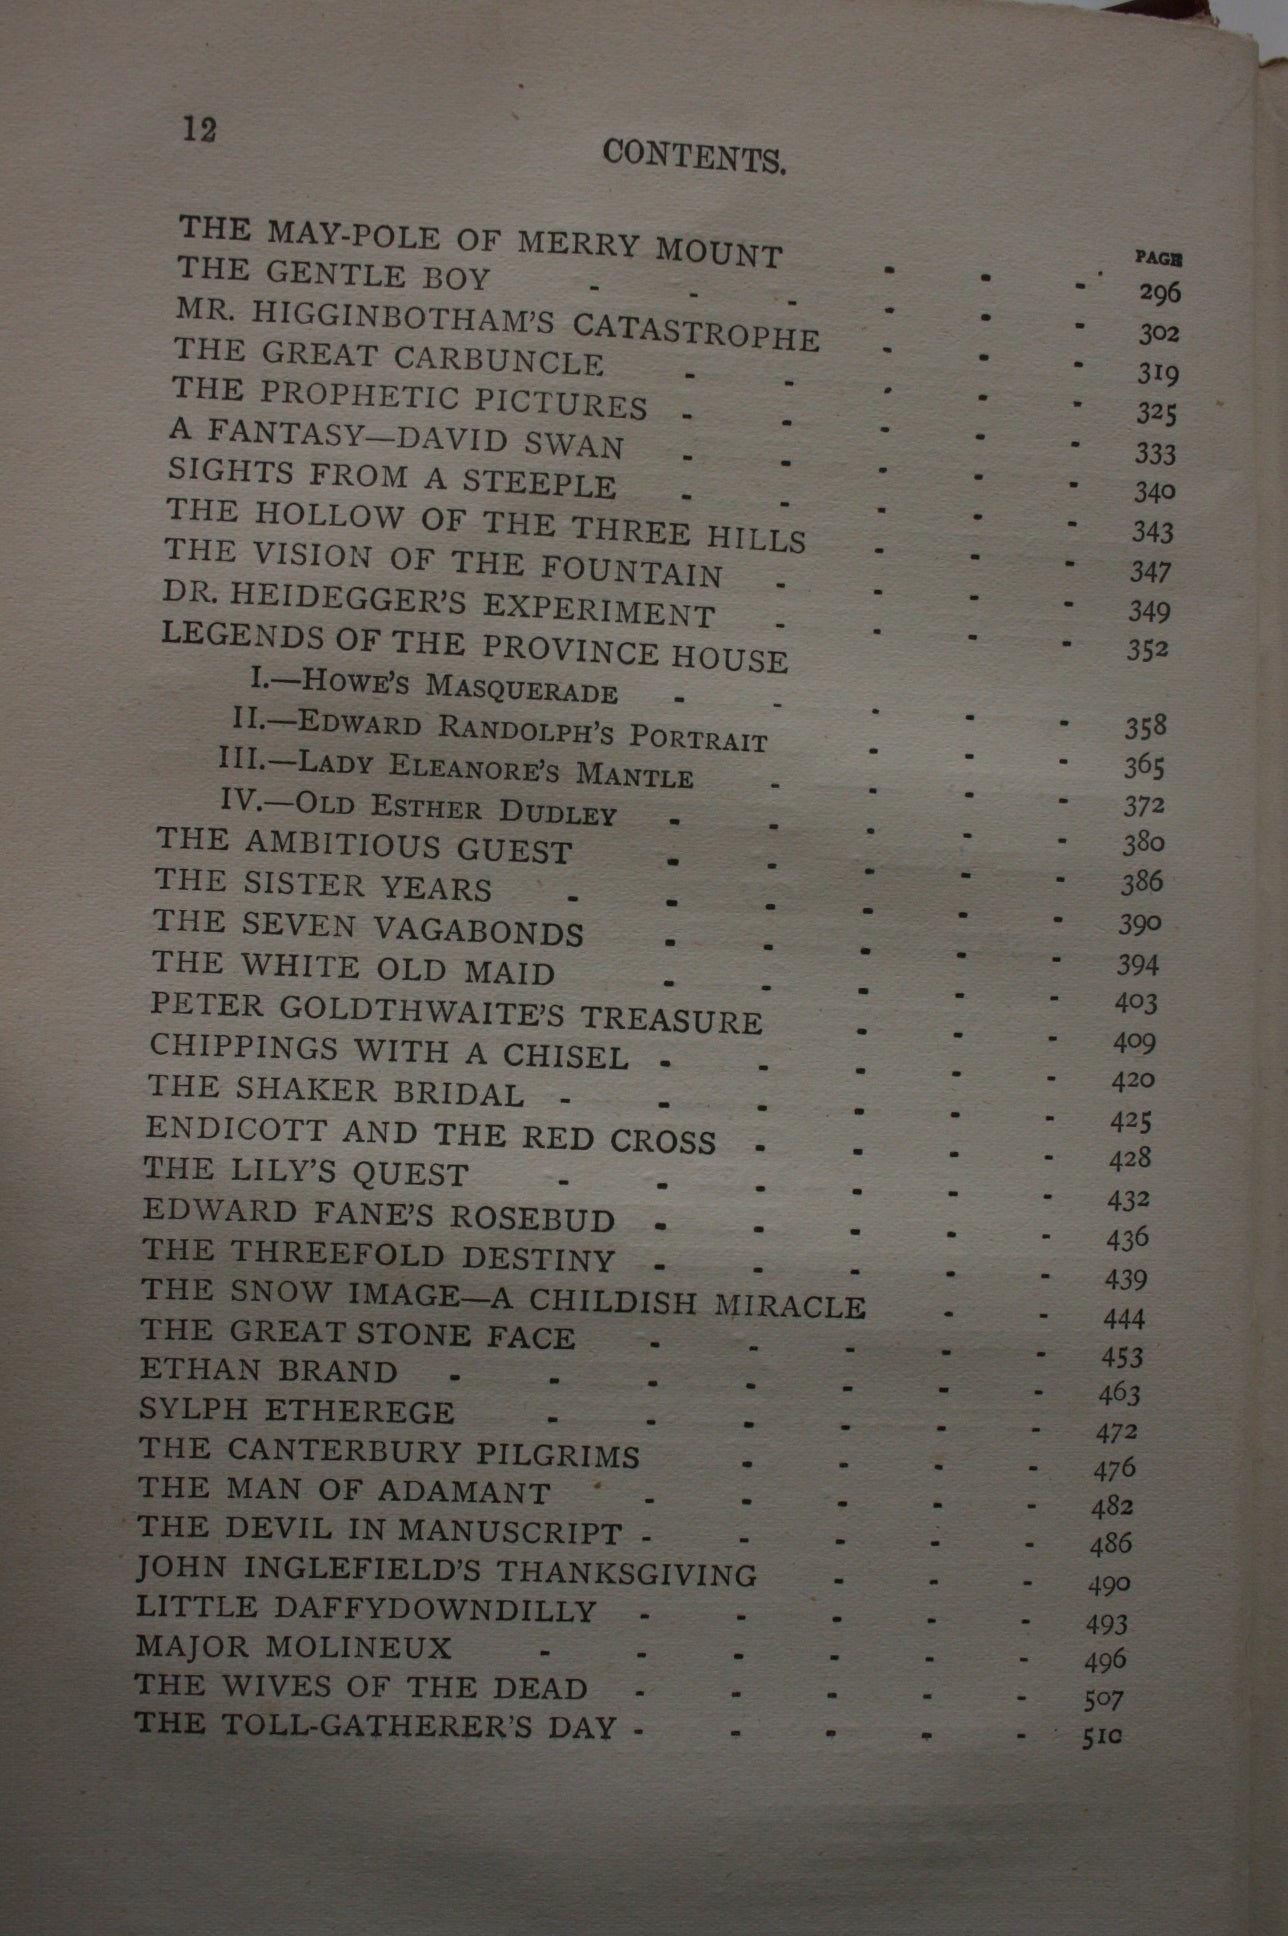 12
CONTENTS.
PAGE
THE MAY-POLE OF MERRY MOUNT - - - 296
THE GENTLE BOY - - - - - - 302
MR. HIGGINBOTHAM'S CATASTROPHE - - - 319
THE GREAT CARBUNCLE - - - - - 325
THE PROPHETIC PICTURES - - - - - 333
A FANTASY—DAVID SWAN - - - - - 340
SIGHTS FROM A STEEPLE - - - - - 343
THE HOLLOW OF THE THREE HILLS - - - 347
THE VISION OF THE FOUNTAIN - - - - 349
DR. HEIDEGGER'S EXPERIMENT - - - - 352
LEGENDS OF THE PROVINCE HOUSE
I.—HOWE'S MASQUERADE - - - - - 358
II.—EDWARD RANDOLPH'S PORTRAIT - - - 365
III.—LADY ELEANORE'S MANTLE - - - - 372
IV.—OLD ESTHER DUDLEY - - - - - 380
THE AMBITIOUS GUEST - - - - - 386
THE SISTER YEARS - - - - - - 390
THE SEVEN VAGABONDS - - - - - 394
THE WHITE OLD MAID - - - - - 403
PETER GOLDTHWAITE'S TREASURE - - - 409
CHIPPINGS WITH A CHISEL - - - - - 420
THE SHAKER BRIDAL - - - - - - 425
ENDICOTT AND THE RED CROSS - - - - 428
THE LILY'S QUEST - - - - - - 432
EDWARD FANE'S ROSEBUD - - - - - 436
THE THREEFOLD DESTINY - - - - - 439
THE SNOW IMAGE—A CHILDISH MIRACLE - - 444
THE GREAT STONE FACE - - - - - 453
ETHAN BRAND - - - - - - - 463
SYLPH ETHEREGE - - - - - - 472
THE CANTERBURY PILGRIMS - - - - 476
THE MAN OF ADAMANT - - - - - 482
THE DEVIL IN MANUSCRIPT - - - - - 486
JOHN INGLEFIELD'S THANKSGIVING - - - 490
LITTLE DAFFYDOWNDILLY - - - - - 493
MAJOR MOLINEUX - - - - - - 496
THE WIVES OF THE DEAD - - - - - 507
THE TOLL-GATHERER'S DAY - - - - - 510